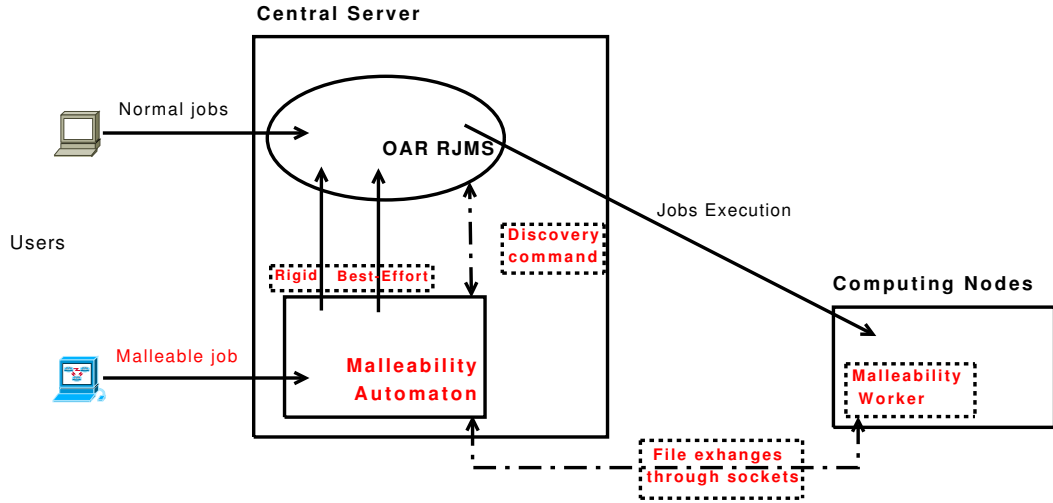 Central Server
Normal jobs
OAR RJMS
Jobs Execution
Users
Discovery
command
Rigid Best-Effort
Computing Nodes
Malleable job
Malleability
Automaton
Malleability
Worker
File exhanges
through sockets